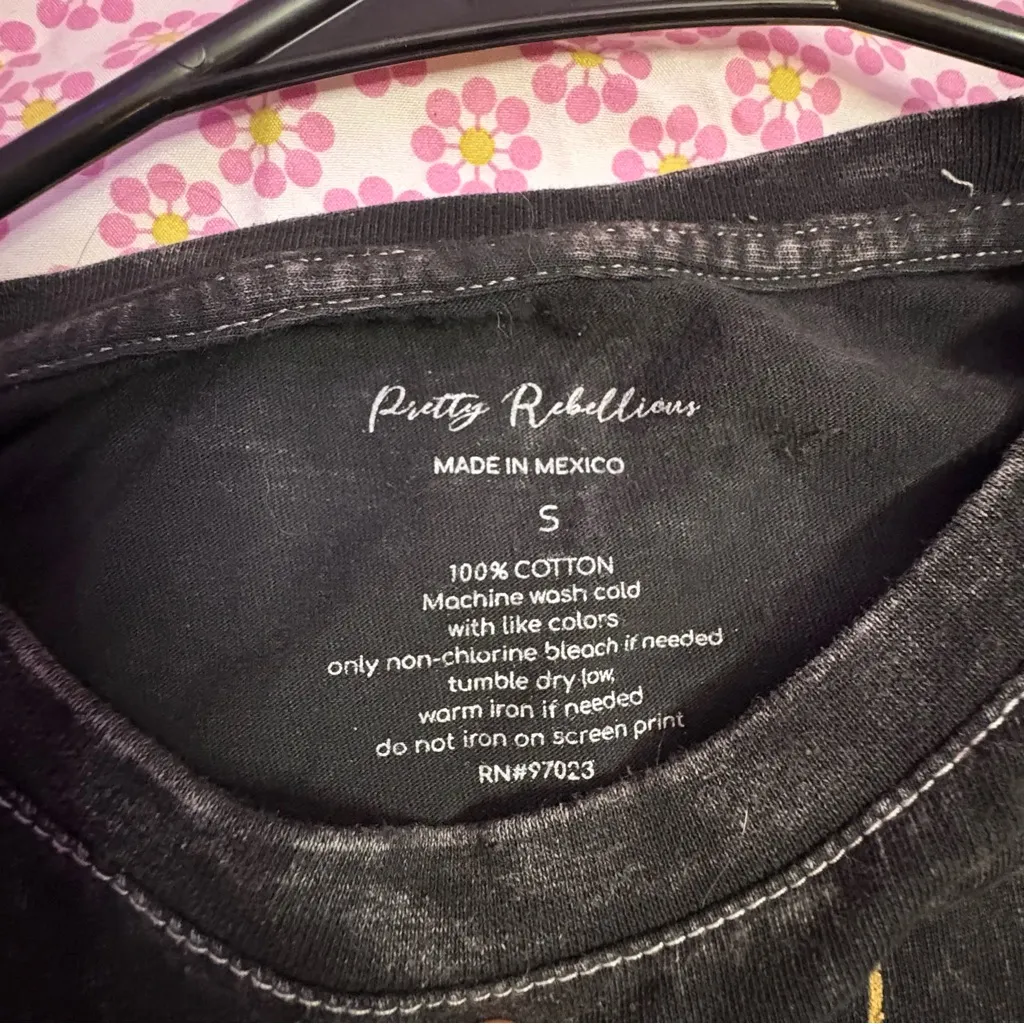 Pretty Rebellious
MADE IN MEXICO
S
100% COTTON
Machine wash cold
with like colors
only non-chlorine bleach if needed
tumble dry low,
warm iron if needed
do not iron on screen print
RN#97023